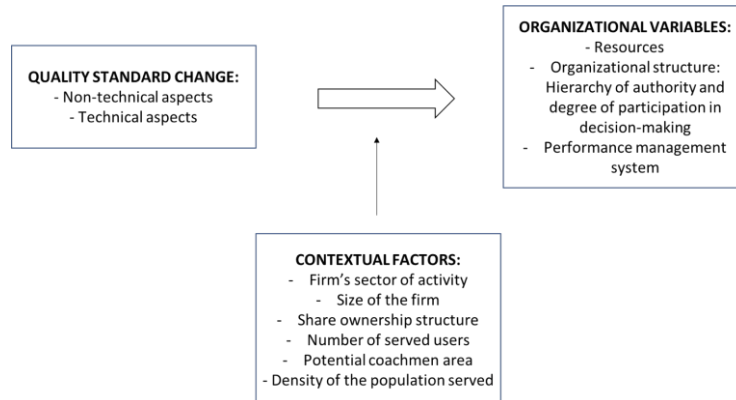 QUALITY STANDARD CHANGE:
- Non-technical aspects
- Technical aspects
ORGANIZATIONAL VARIABLES:
- Resources
- Organizational structure:
Hierarchy of authority and
degree of participation in
decision-making
- Performance management
system
CONTEXTUAL FACTORS:
- Firm's sector of activity
- Size of the firm
- Share ownership structure
- Number of served users
- Potential coachmen area
- Density of the population served